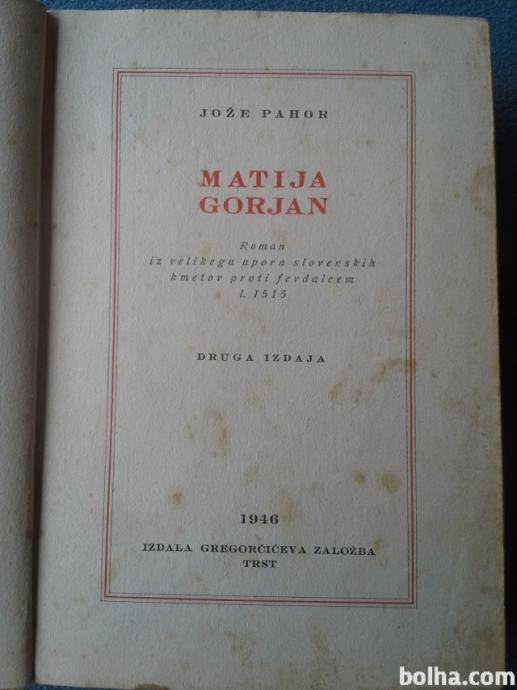 JOŽE PAHOR
MATIJA
GORJAN
Roman
iz velikega upora slovenskih
kmetov proti fevdalcem
l. 1515
DRUGA IZDAJA
1946
IZDALA GREGORČIČEVA ZALOŽBA
TRST
bolha.com